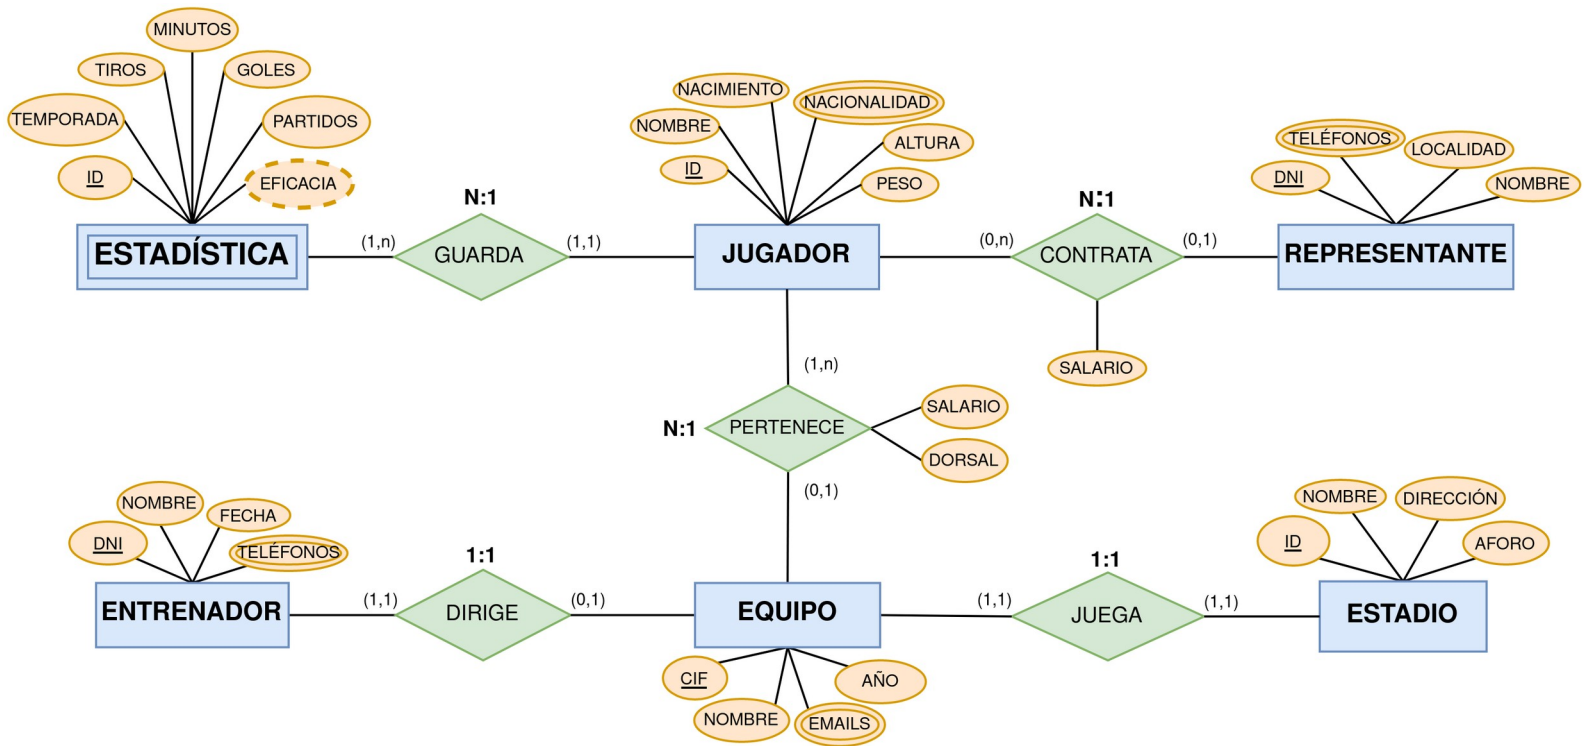 MINUTOS
TIROS
GOLES
TEMPORADA
PARTIDOS
ID
EFICACIA
ESTADÍSTICA
(1,n)
N:1
GUARDA
(1,1)
NACIMIENTO
NACIONALIDAD
NOMBRE
ALTURA
ID
PESO
JUGADOR
(0,n)
N:1
CONTRATA
(0,1)
SALARIO
TELÉFONOS
LOCALIDAD
DNI
NOMBRE
REPRESENTANTE
(1,n)
N:1
PERTENECE
SALARIO
DORSAL
(0,1)
NOMBRE
FECHA
DNI
TELÉFONOS
ENTRENADOR
(1,1)
1:1
DIRIGE
(0,1)
EQUIPO
CIF
AÑO
NOMBRE
EMAILS
(1,1)
1:1
JUEGA
(1,1)
NOMBRE
DIRECCIÓN
ID
AFORO
ESTADIO